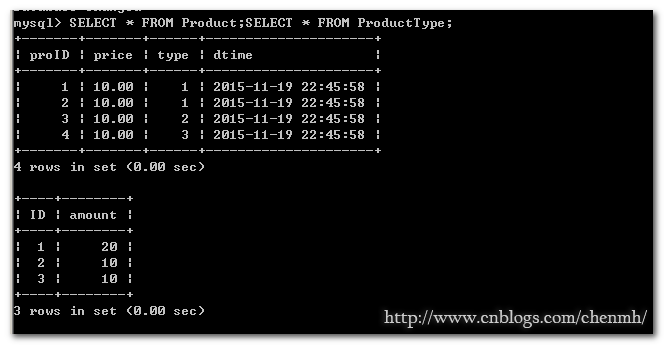 mysql> SELECT * FROM Product;SELECT * FROM ProductType;
+-------+-------+------+---------------------+
| proID | price | type | dtime               |
+-------+-------+------+---------------------+
|     1 | 10.00 |    1 | 2015-11-19 22:45:58 |
|     2 | 10.00 |    1 | 2015-11-19 22:45:58 |
|     3 | 10.00 |    2 | 2015-11-19 22:45:58 |
|     4 | 10.00 |    3 | 2015-11-19 22:45:58 |
+-------+-------+------+---------------------+
4 rows in set (0.00 sec)
+----+--------+
| ID | amount |
+----+--------+
|  1 |     20 |
|  2 |     10 |
|  3 |     10 |
+----+--------+
3 rows in set (0.00 sec)
http://www.cnblogs.com/chenmh/